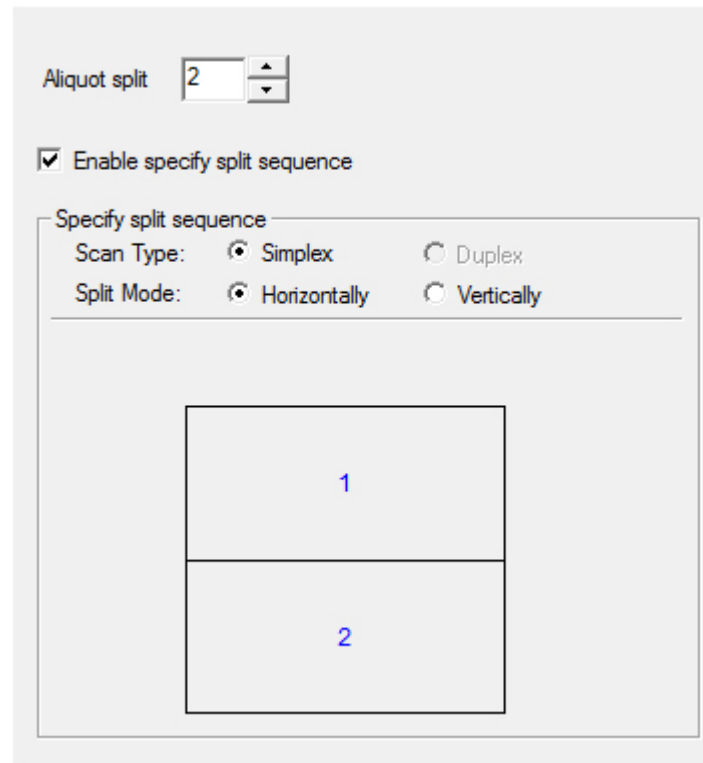 Aliquot split 2
Enable specify split sequence
Specify split sequence
Scan Type: Simplex Duplex
Split Mode: Horizontally Vertically
1
2